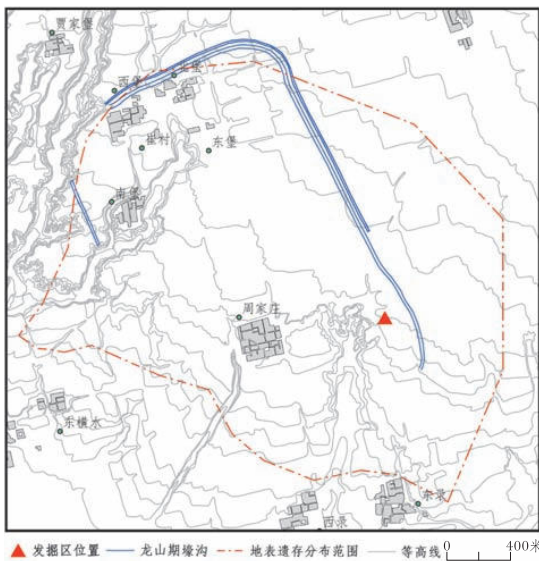 贾家堡
西堡
北堡
崔村
东堡
南堡
周家庄
东横水
东录
西录
发掘区位置
龙山期壕沟
地表遗存分布范围
等高线
0 400米